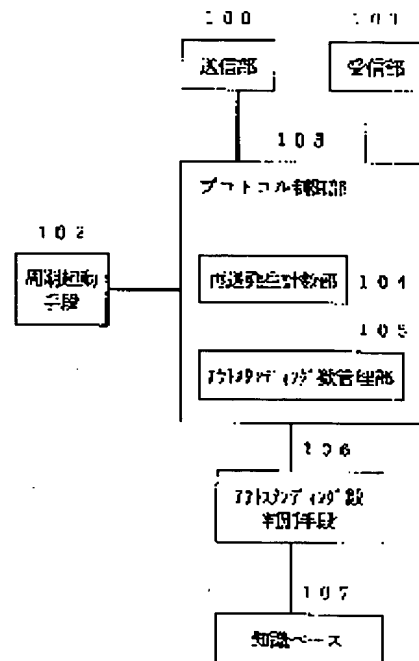 100
101
送信部
受信部
103
プロトコル制御部
102
周期起動
手段
再送発生計数部
104
105
アウトスタンディング数管理部
106
アウトスタンディング数
判断手段
107
知識ベース